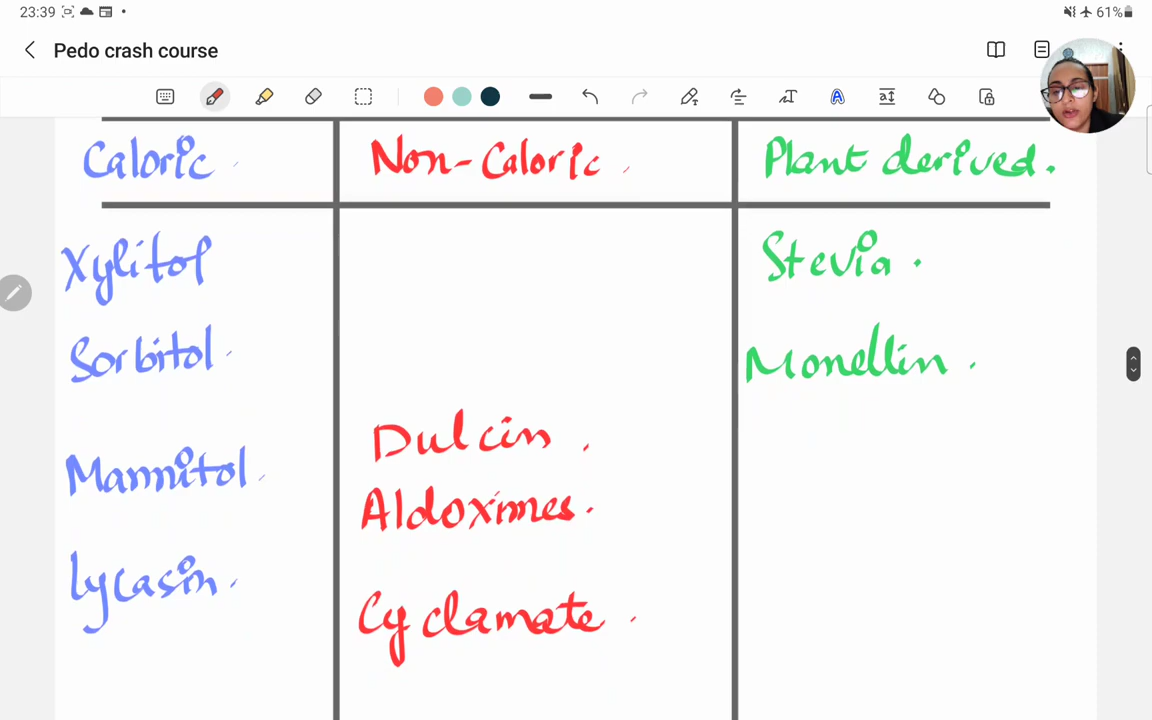 23:39 61%
Pedo crash course
Caloric Non-Caloric Plant derived.
Xylitol
Sorbitol.
Mannitol.
Lycasin.
Dulcin.
Aldoximes.
Cyclamate.
Stevia.
Monellin.